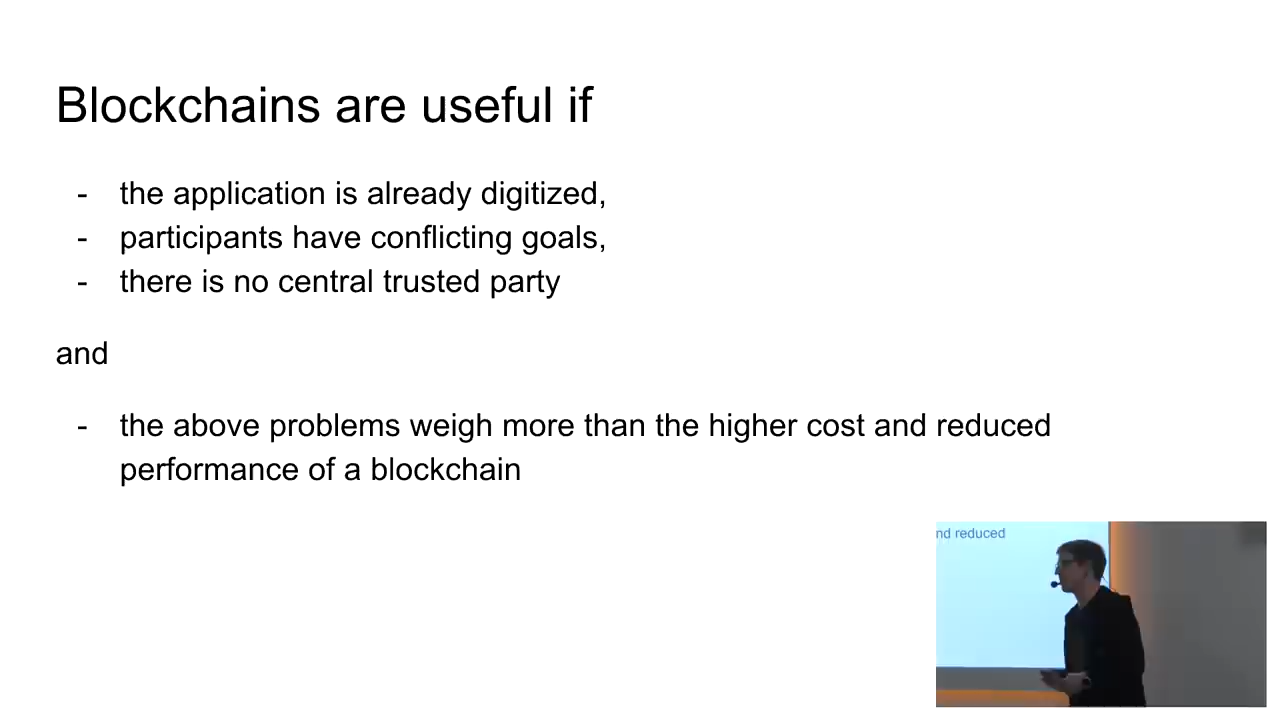 Blockchains are useful if
- the application is already digitized,
- participants have conflicting goals,
- there is no central trusted party
and
- the above problems weigh more than the higher cost and reduced
performance of a blockchain
nd reduced